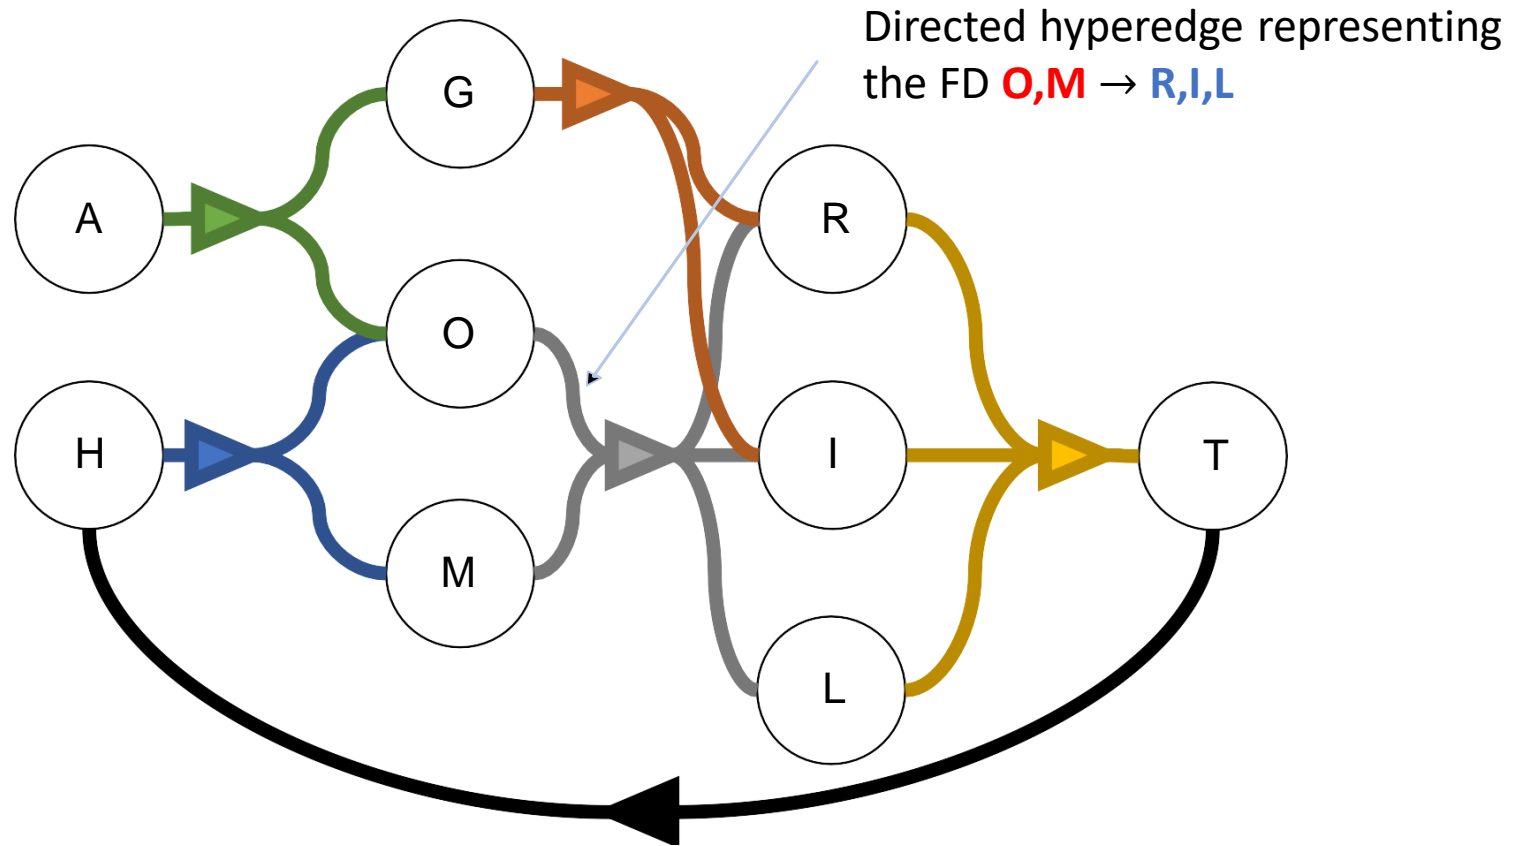 Directed hyperedge representing
the FD O,M → R,I,L
G
A
R
O
H
I
T
M
L